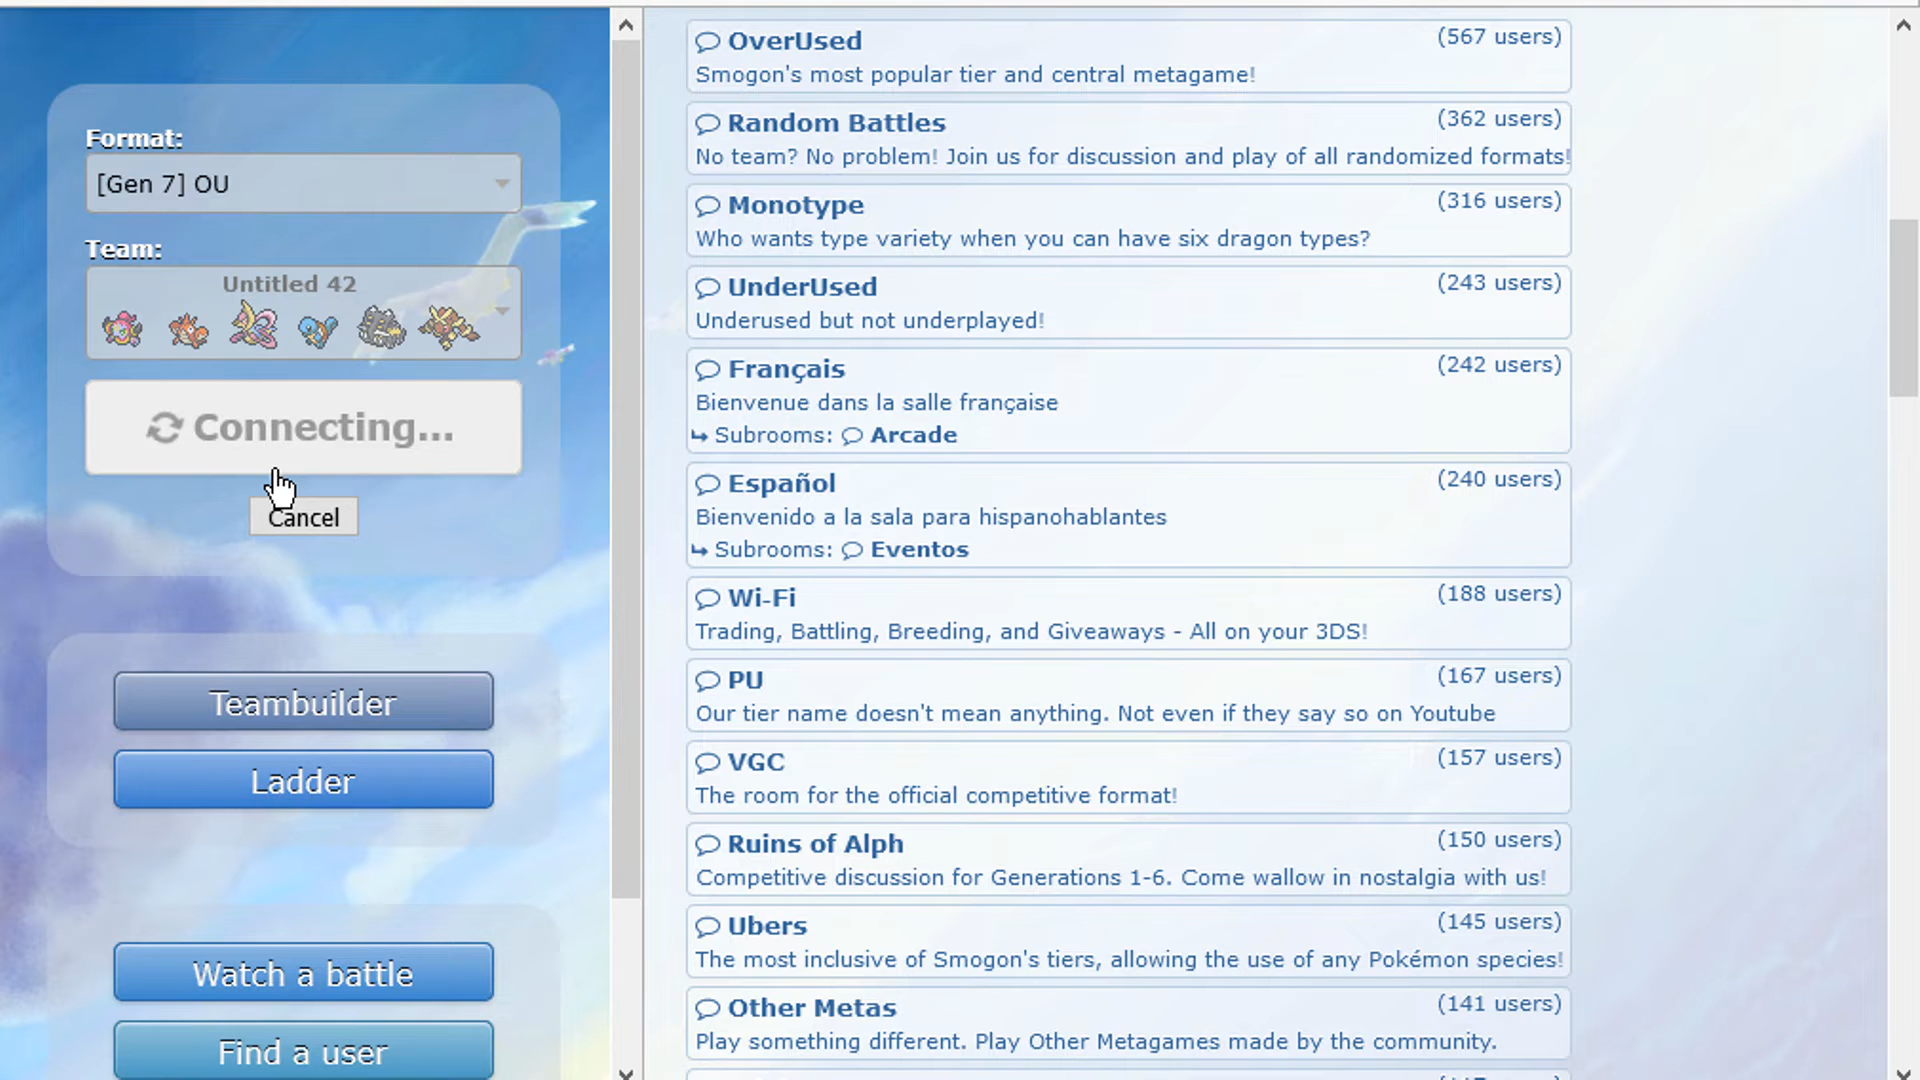 Format:
[Gen 7] OU
Team:
Untitled 42
Connecting...
Cancel
Teambuilder
Ladder
Watch a battle
Find a user
OverUsed (567 users)
Smogon's most popular tier and central metagame!
Random Battles (362 users)
No team? No problem! Join us for discussion and play of all randomized formats!
Monotype (316 users)
Who wants type variety when you can have six dragon types?
UnderUsed (243 users)
Underused but not underplayed!
Français (242 users)
Bienvenue dans la salle française
↳ Subrooms: Arcade
Español (240 users)
Bienvenido a la sala para hispanohablantes
↳ Subrooms: Eventos
Wi-Fi (188 users)
Trading, Battling, Breeding, and Giveaways - All on your 3DS!
PU (167 users)
Our tier name doesn't mean anything. Not even if they say so on Youtube
VGC (157 users)
The room for the official competitive format!
Ruins of Alph (150 users)
Competitive discussion for Generations 1-6. Come wallow in nostalgia with us!
Ubers (145 users)
The most inclusive of Smogon's tiers, allowing the use of any Pokémon species!
Other Metas (141 users)
Play something different. Play Other Metagames made by the community.